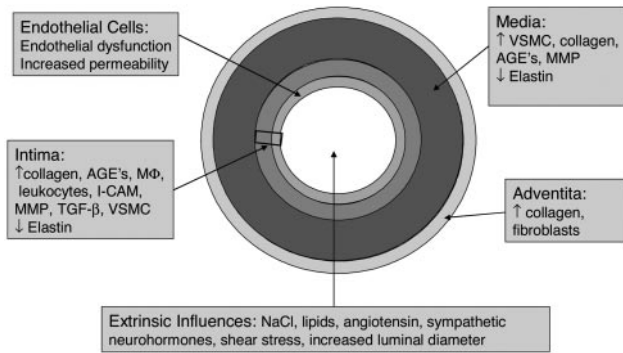 Endothelial Cells:
Endothelial dysfunction
Increased permeability
Media:
↑ VSMC, collagen,
AGE's, MMP
↓ Elastin
Intima:
↑collagen, AGE's, MΦ,
leukocytes, I-CAM,
MMP, TGF-β, VSMC
↓ Elastin
Adventita:
↑ collagen,
fibroblasts
Extrinsic Influences: NaCl, lipids, angiotensin, sympathetic
neurohormones, shear stress, increased luminal diameter